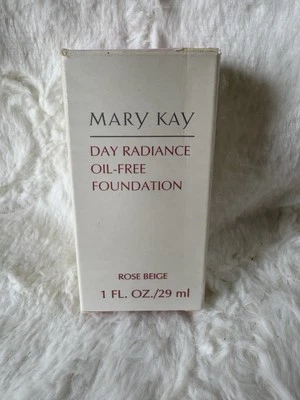 MARY KAY
DAY RADIANCE
OIL-FREE
FOUNDATION
ROSE BEIGE
1 FL. OZ./29 ml